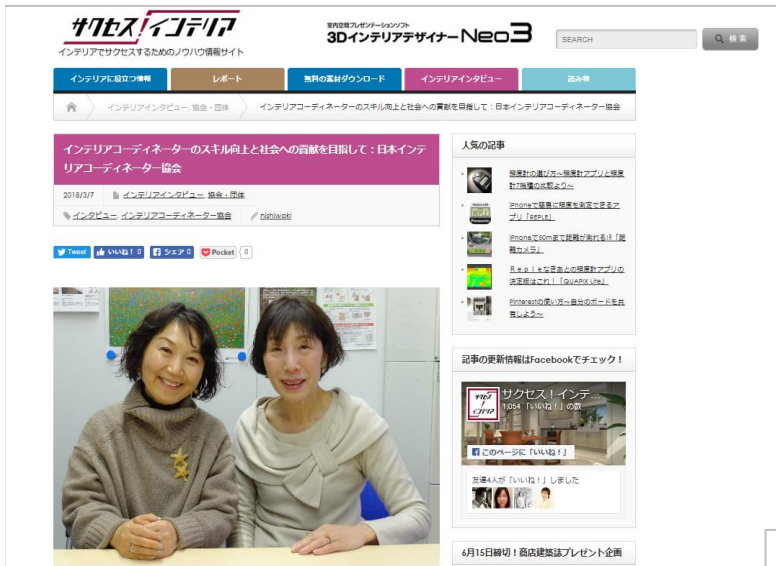 サクセス!インテリア
インテリアでサクセスするためのノウハウ情報サイト
室内空間プレゼンテーションソフト
3DインテリアデザイナーNeo3
SEARCH
検索
インテリアに役立つ情報
レポート
無料の素材ダウンロード
インテリアインタビュー
読み物
インテリアインタビュー, 協会・団体
インテリアコーディネーターのスキル向上と社会への貢献を目指して:日本インテリアコーディネーター協会
インテリアコーディネーターのスキル向上と社会への貢献を目指して:日本インテ
リアコーディネーター協会
2018/3/7 インテリアインタビュー, 協会・団体
インタビュー, インテリアコーディネーター協会 nishiwaki
Tweet いいね! 0 シェア 0 Pocket 0
人気の記事
照度計の選び方~照度計アプリと照度
計7機種の比較より~
iPhoneで簡易に照度を測定できるア
プリ「REPLE」
iPhoneで50mまで距離が測れる!?「距
離カメラ」
Repleなきあとの照度計アプリの
決定版はこれ!「QUAPIX Lite」
Pinterestの使い方~自分のボードを共
有しよう~
記事の更新情報はFacebookでチェック!
サクセス!インテリア
サクセス!インテ...
1,054「いいね!」の数
このページに「いいね!」
友達4人が「いいね!」しました
6月15日締切!商店建築誌プレゼント企画